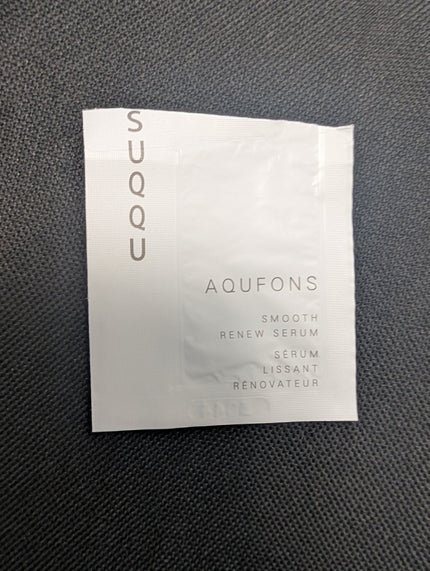 SUQQU
AQUFONS
SMOOTH
RENEW SERUM
SÉRUM
LISSANT
RÉNOVATEUR